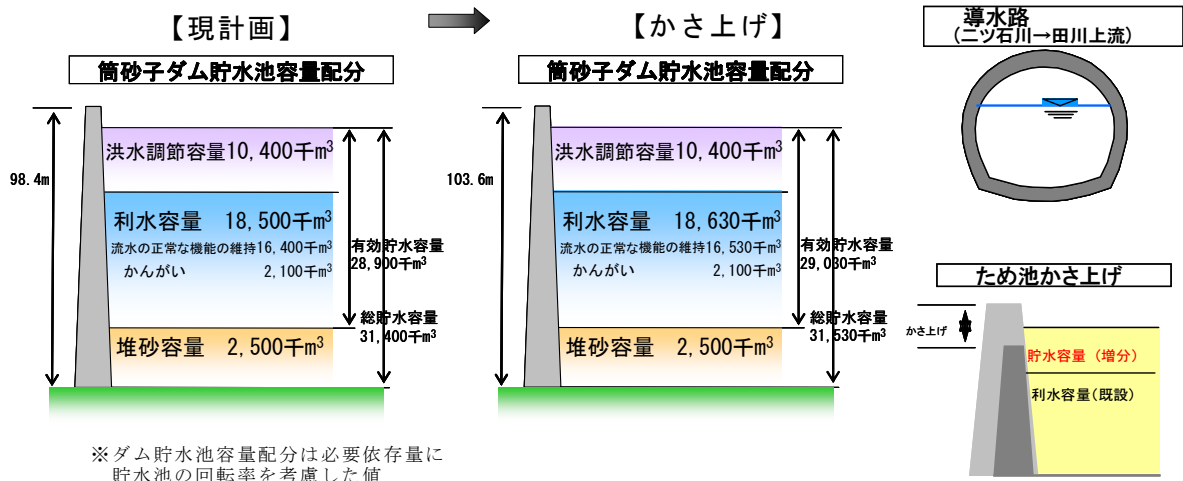 【現計画】
筒砂子ダム貯水池容量配分
98.4m
洪水調節容量10,400千m³
利水容量 18,500千m³
流水の正常な機能の維持16,400千m³
かんがい 2,100千m³
有効貯水容量
28,900千m³
総貯水容量
31,400千m³
堆砂容量 2,500千m³
※ダム貯水池容量配分は必要依存量に
貯水池の回転率を考慮した値
【かさ上げ】
筒砂子ダム貯水池容量配分
103.6m
洪水調節容量10,400千m³
利水容量 18,630千m³
流水の正常な機能の維持16,530千m³
かんがい 2,100千m³
有効貯水容量
29,030千m³
総貯水容量
31,530千m³
堆砂容量 2,500千m³
導水路
(二ツ石川→田川上流)
ため池かさ上げ
かさ上げ
貯水容量（増分）
利水容量(既設)